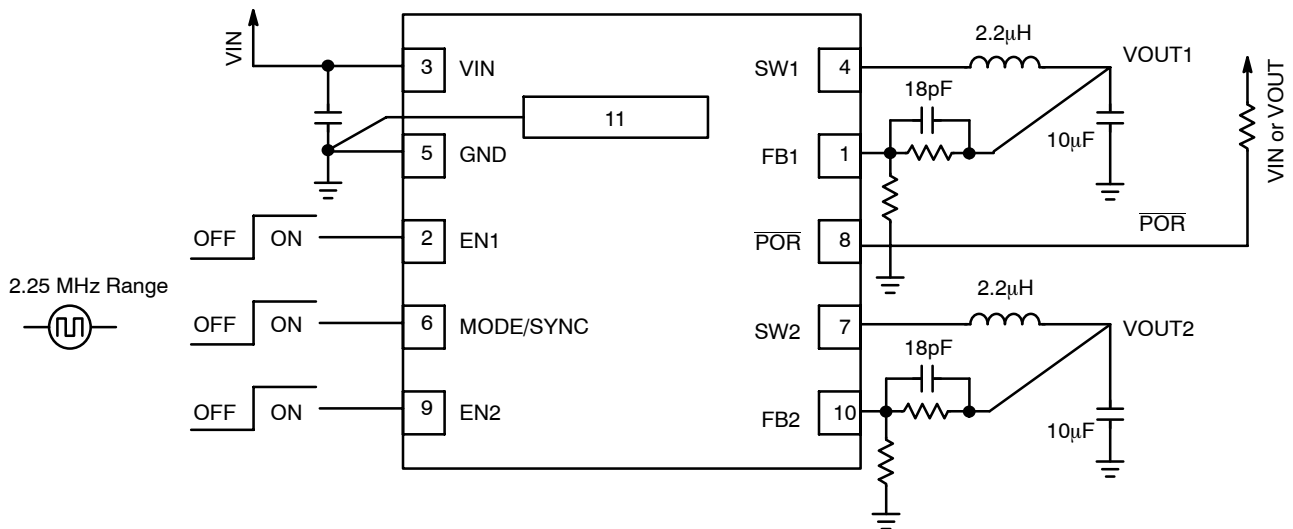 VIN
3 VIN
11
5 GND
OFF ON
2 EN1
2.25 MHz Range
OFF ON
6 MODE/SYNC
OFF ON
9 EN2
SW1 4
2.2μH
VOUT1
18pF
10μF
FB1 1
VIN or VOUT
POR 8
POR
SW2 7
2.2μH
VOUT2
18pF
10μF
FB2 10